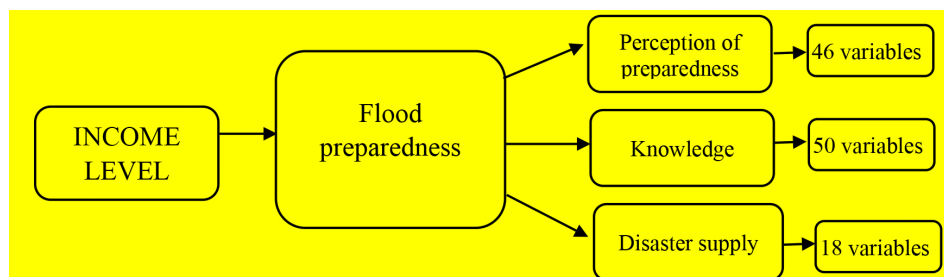 INCOME
LEVEL
Flood
preparedness
Perception of
preparedness
46 variables
Knowledge
50 variables
Disaster supply
18 variables